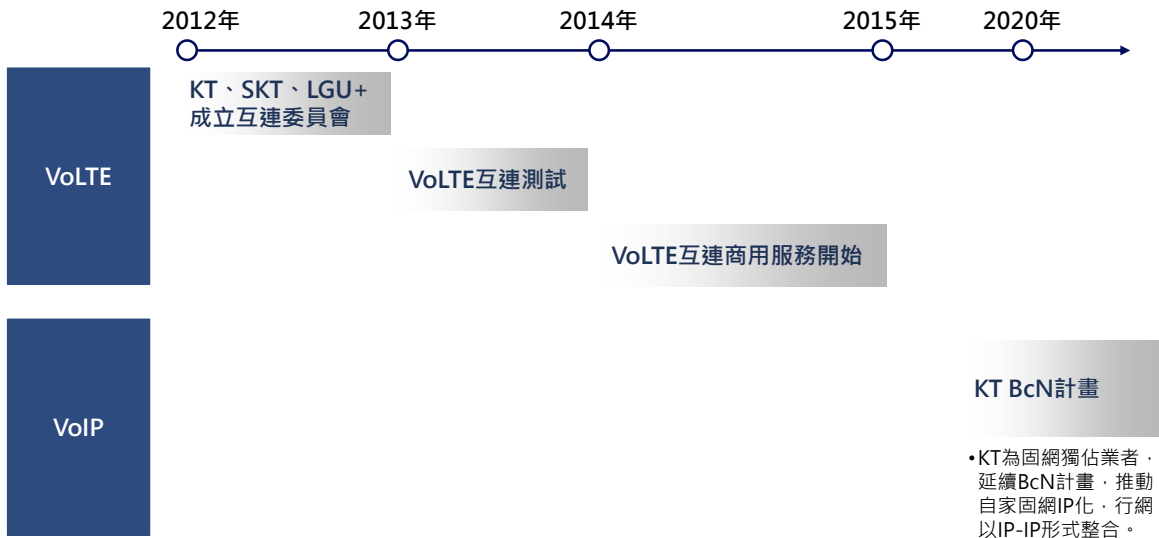 2012年 2013年 2014年 2015年 2020年
KT、SKT、LGU+
成立互連委員會
VoLTE
VoLTE互連測試
VoLTE互連商用服務開始
VoIP
KT BcN計畫
•KT為固網獨佔業者，
延續BcN計畫，推動
自家固網IP化，行網
以IP-IP形式整合。